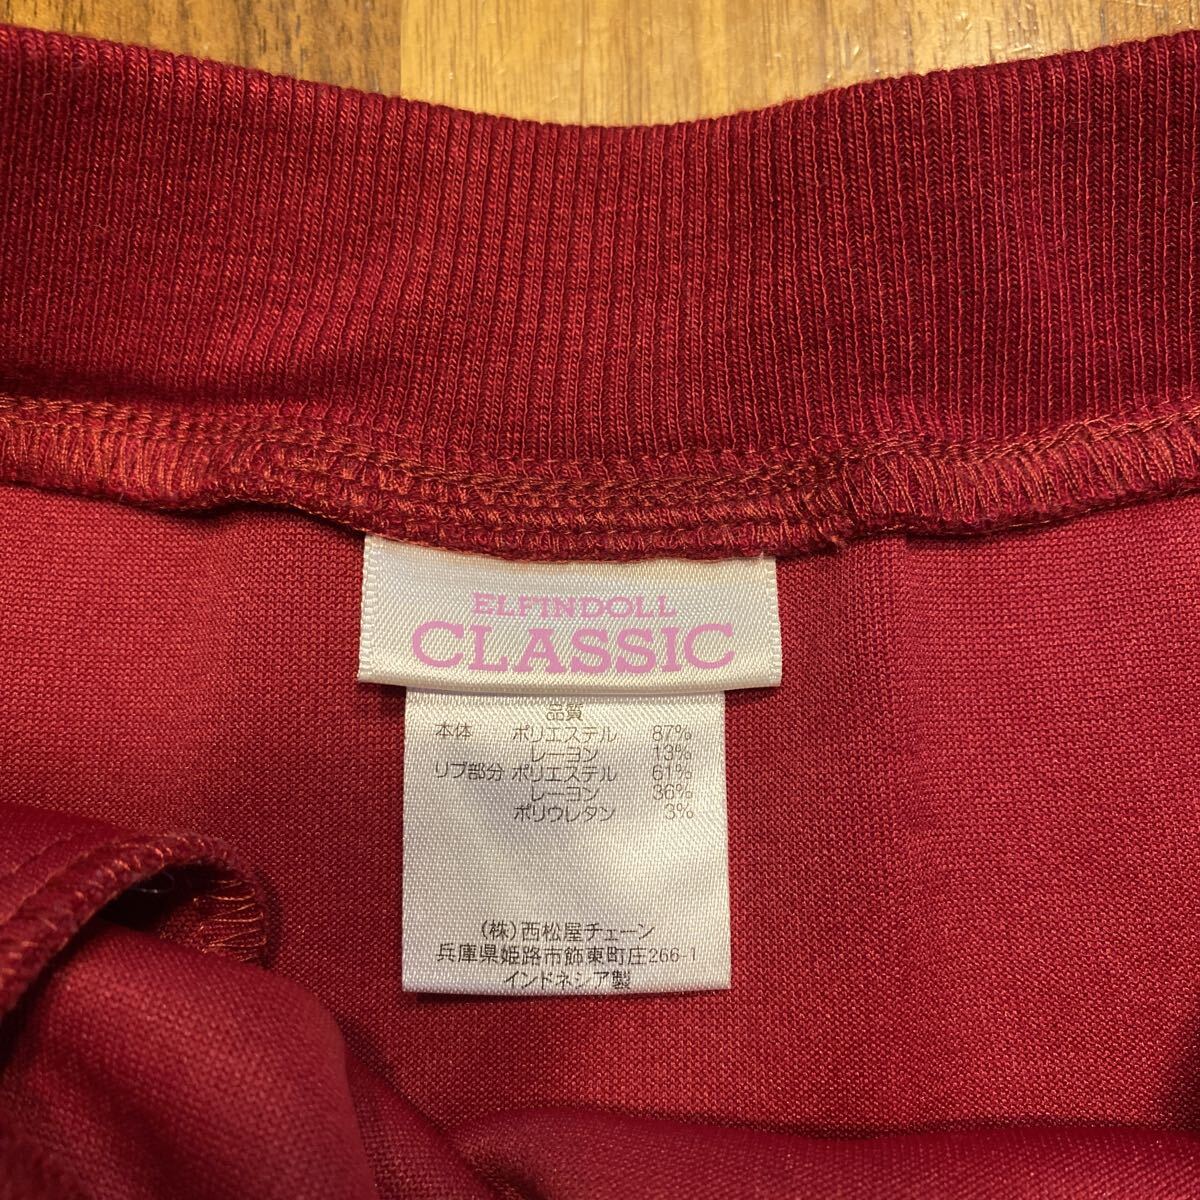 ELFINDOLL
CLASSIC
品質
本体 ポリエステル 87%
レーヨン 13%
リブ部分 ポリエステル 61%
レーヨン 36%
ポリウレタン 3%
(株)西松屋チェーン
兵庫県姫路市飾東町庄266-1
インドネシア製